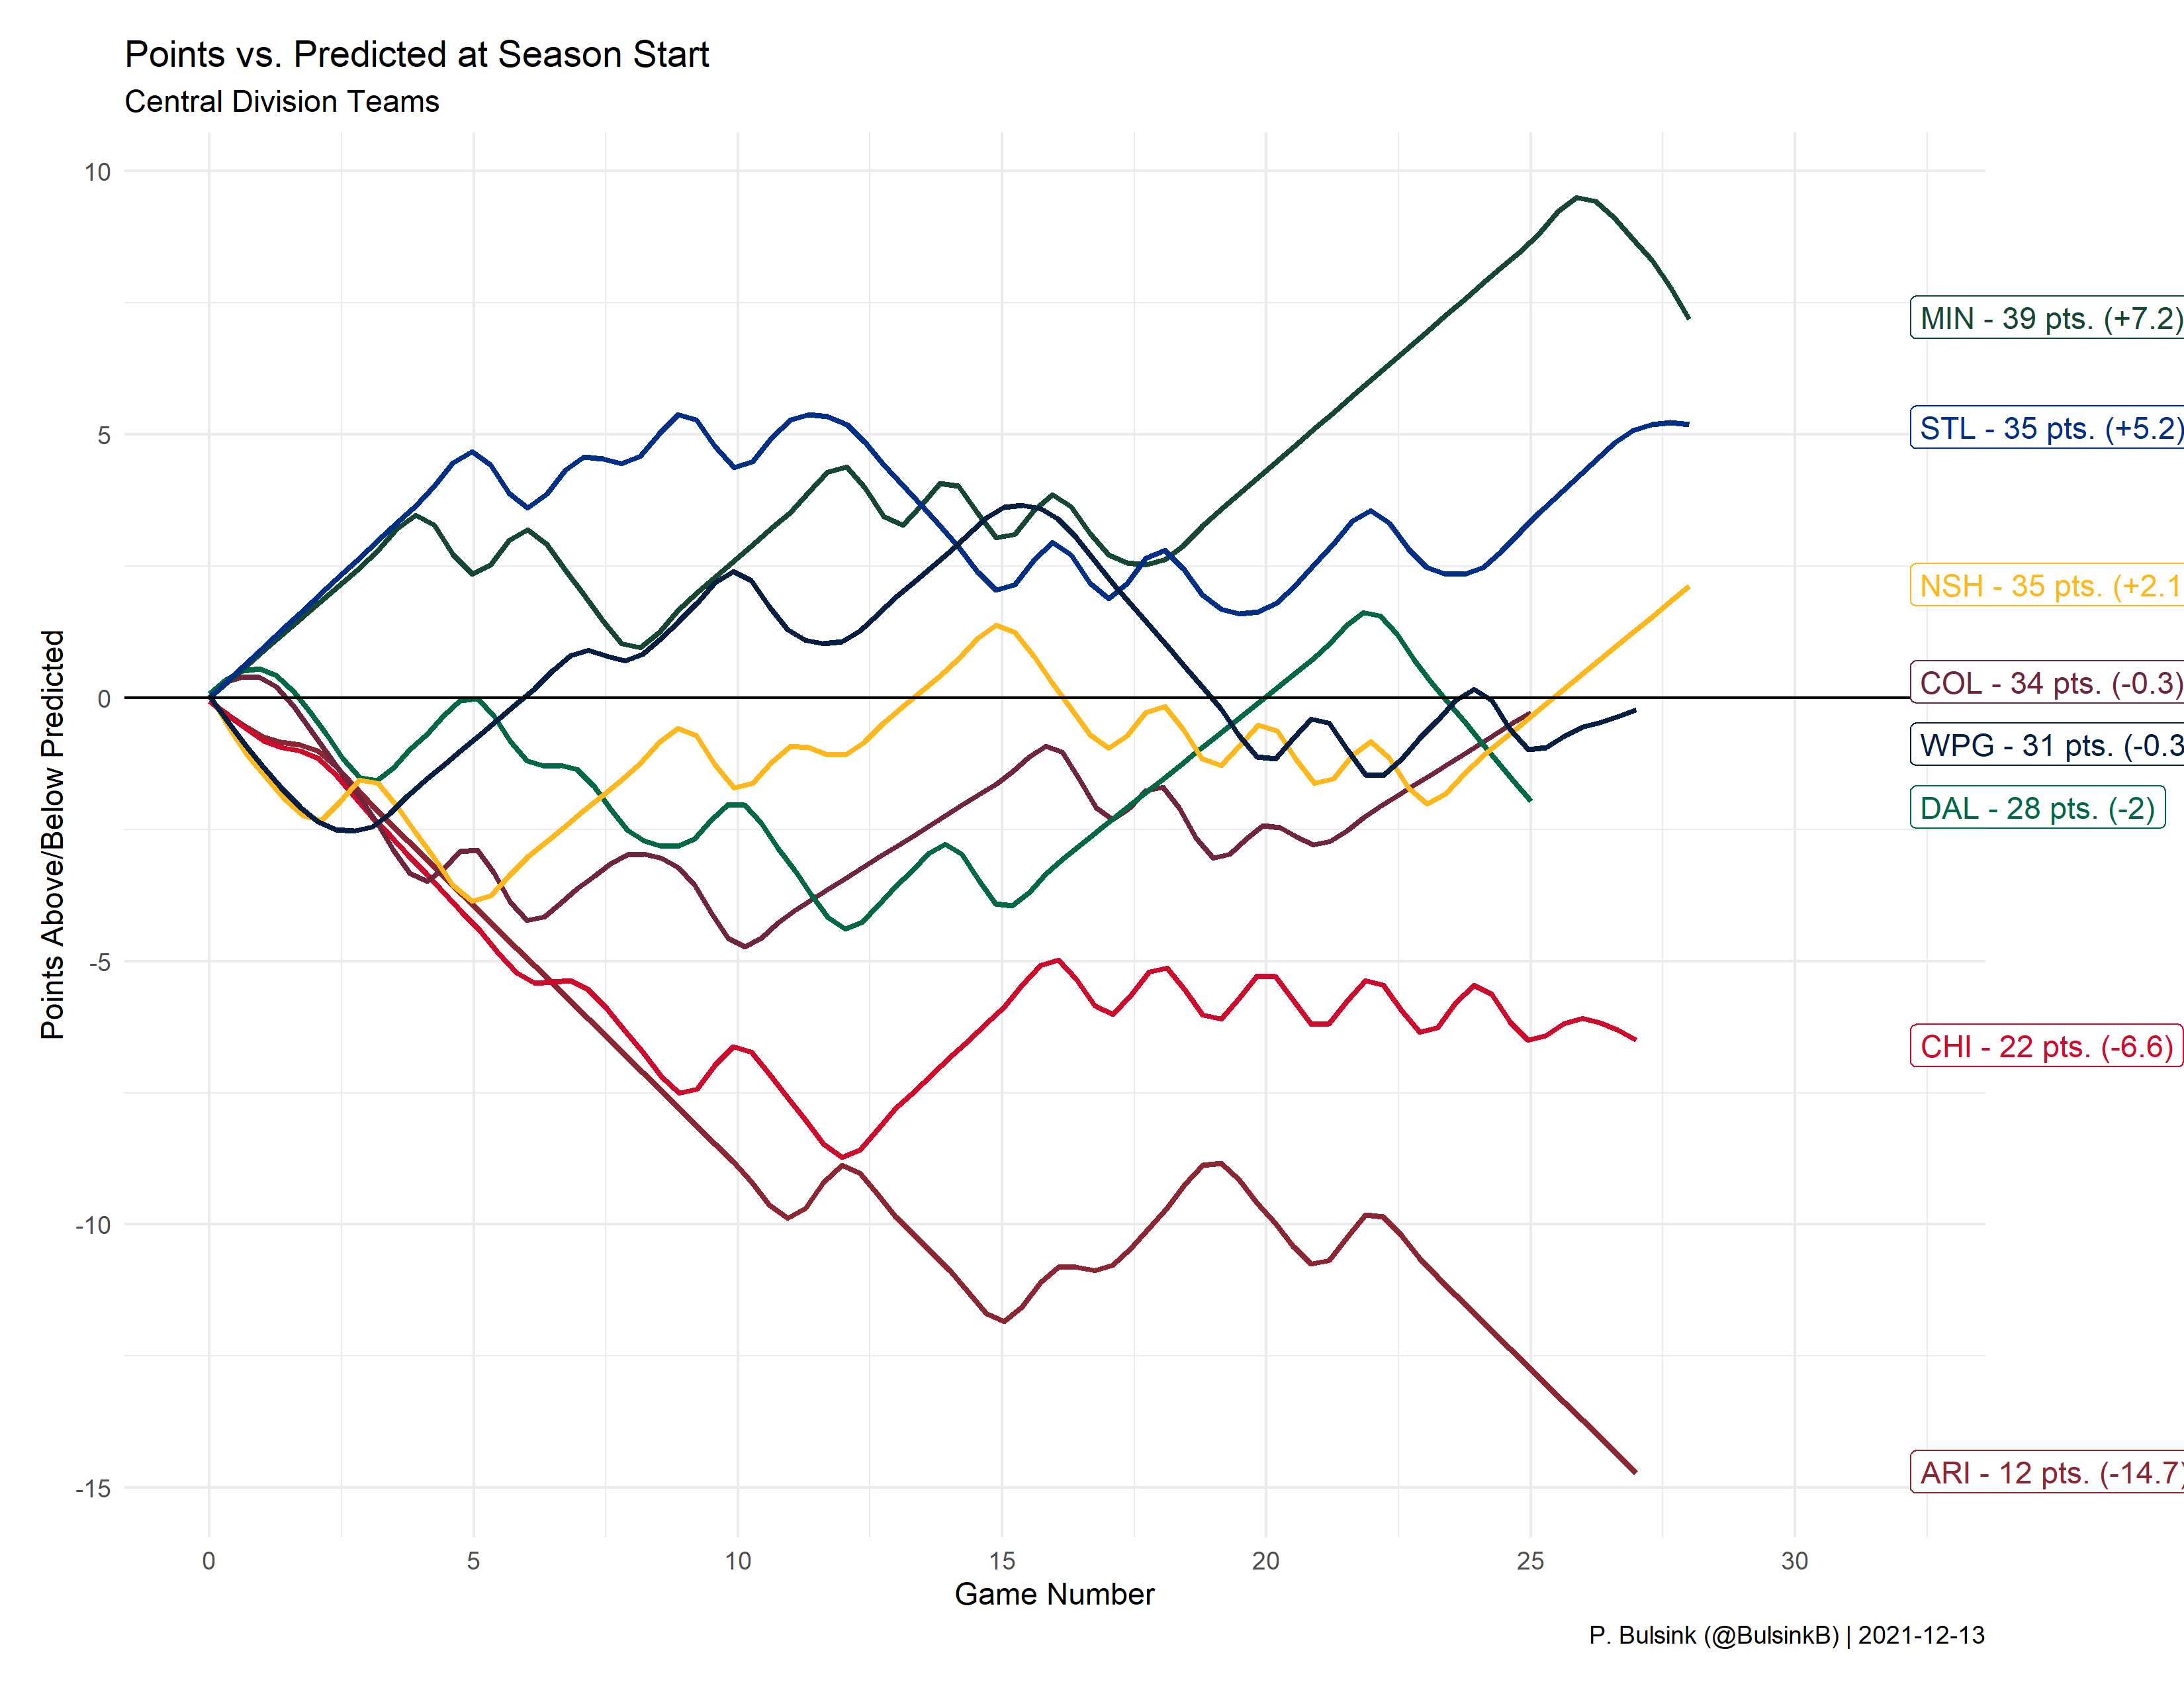 Points vs. Predicted at Season Start
Central Division Teams
Points Above/Below Predicted
10
5
0
-5
-10
-15
MIN - 39 pts. (+7.2)
STL - 35 pts. (+5.2)
NSH - 35 pts. (+2.1
COL - 34 pts. (-0.3)
WPG - 31 pts. (-0.3
DAL - 28 pts. (-2)
CHI - 22 pts. (-6.6)
ARI - 12 pts. (-14.7)
0 5 10 15 20 25 30
Game Number
P. Bulsink (@BulsinkB) | 2021-12-13